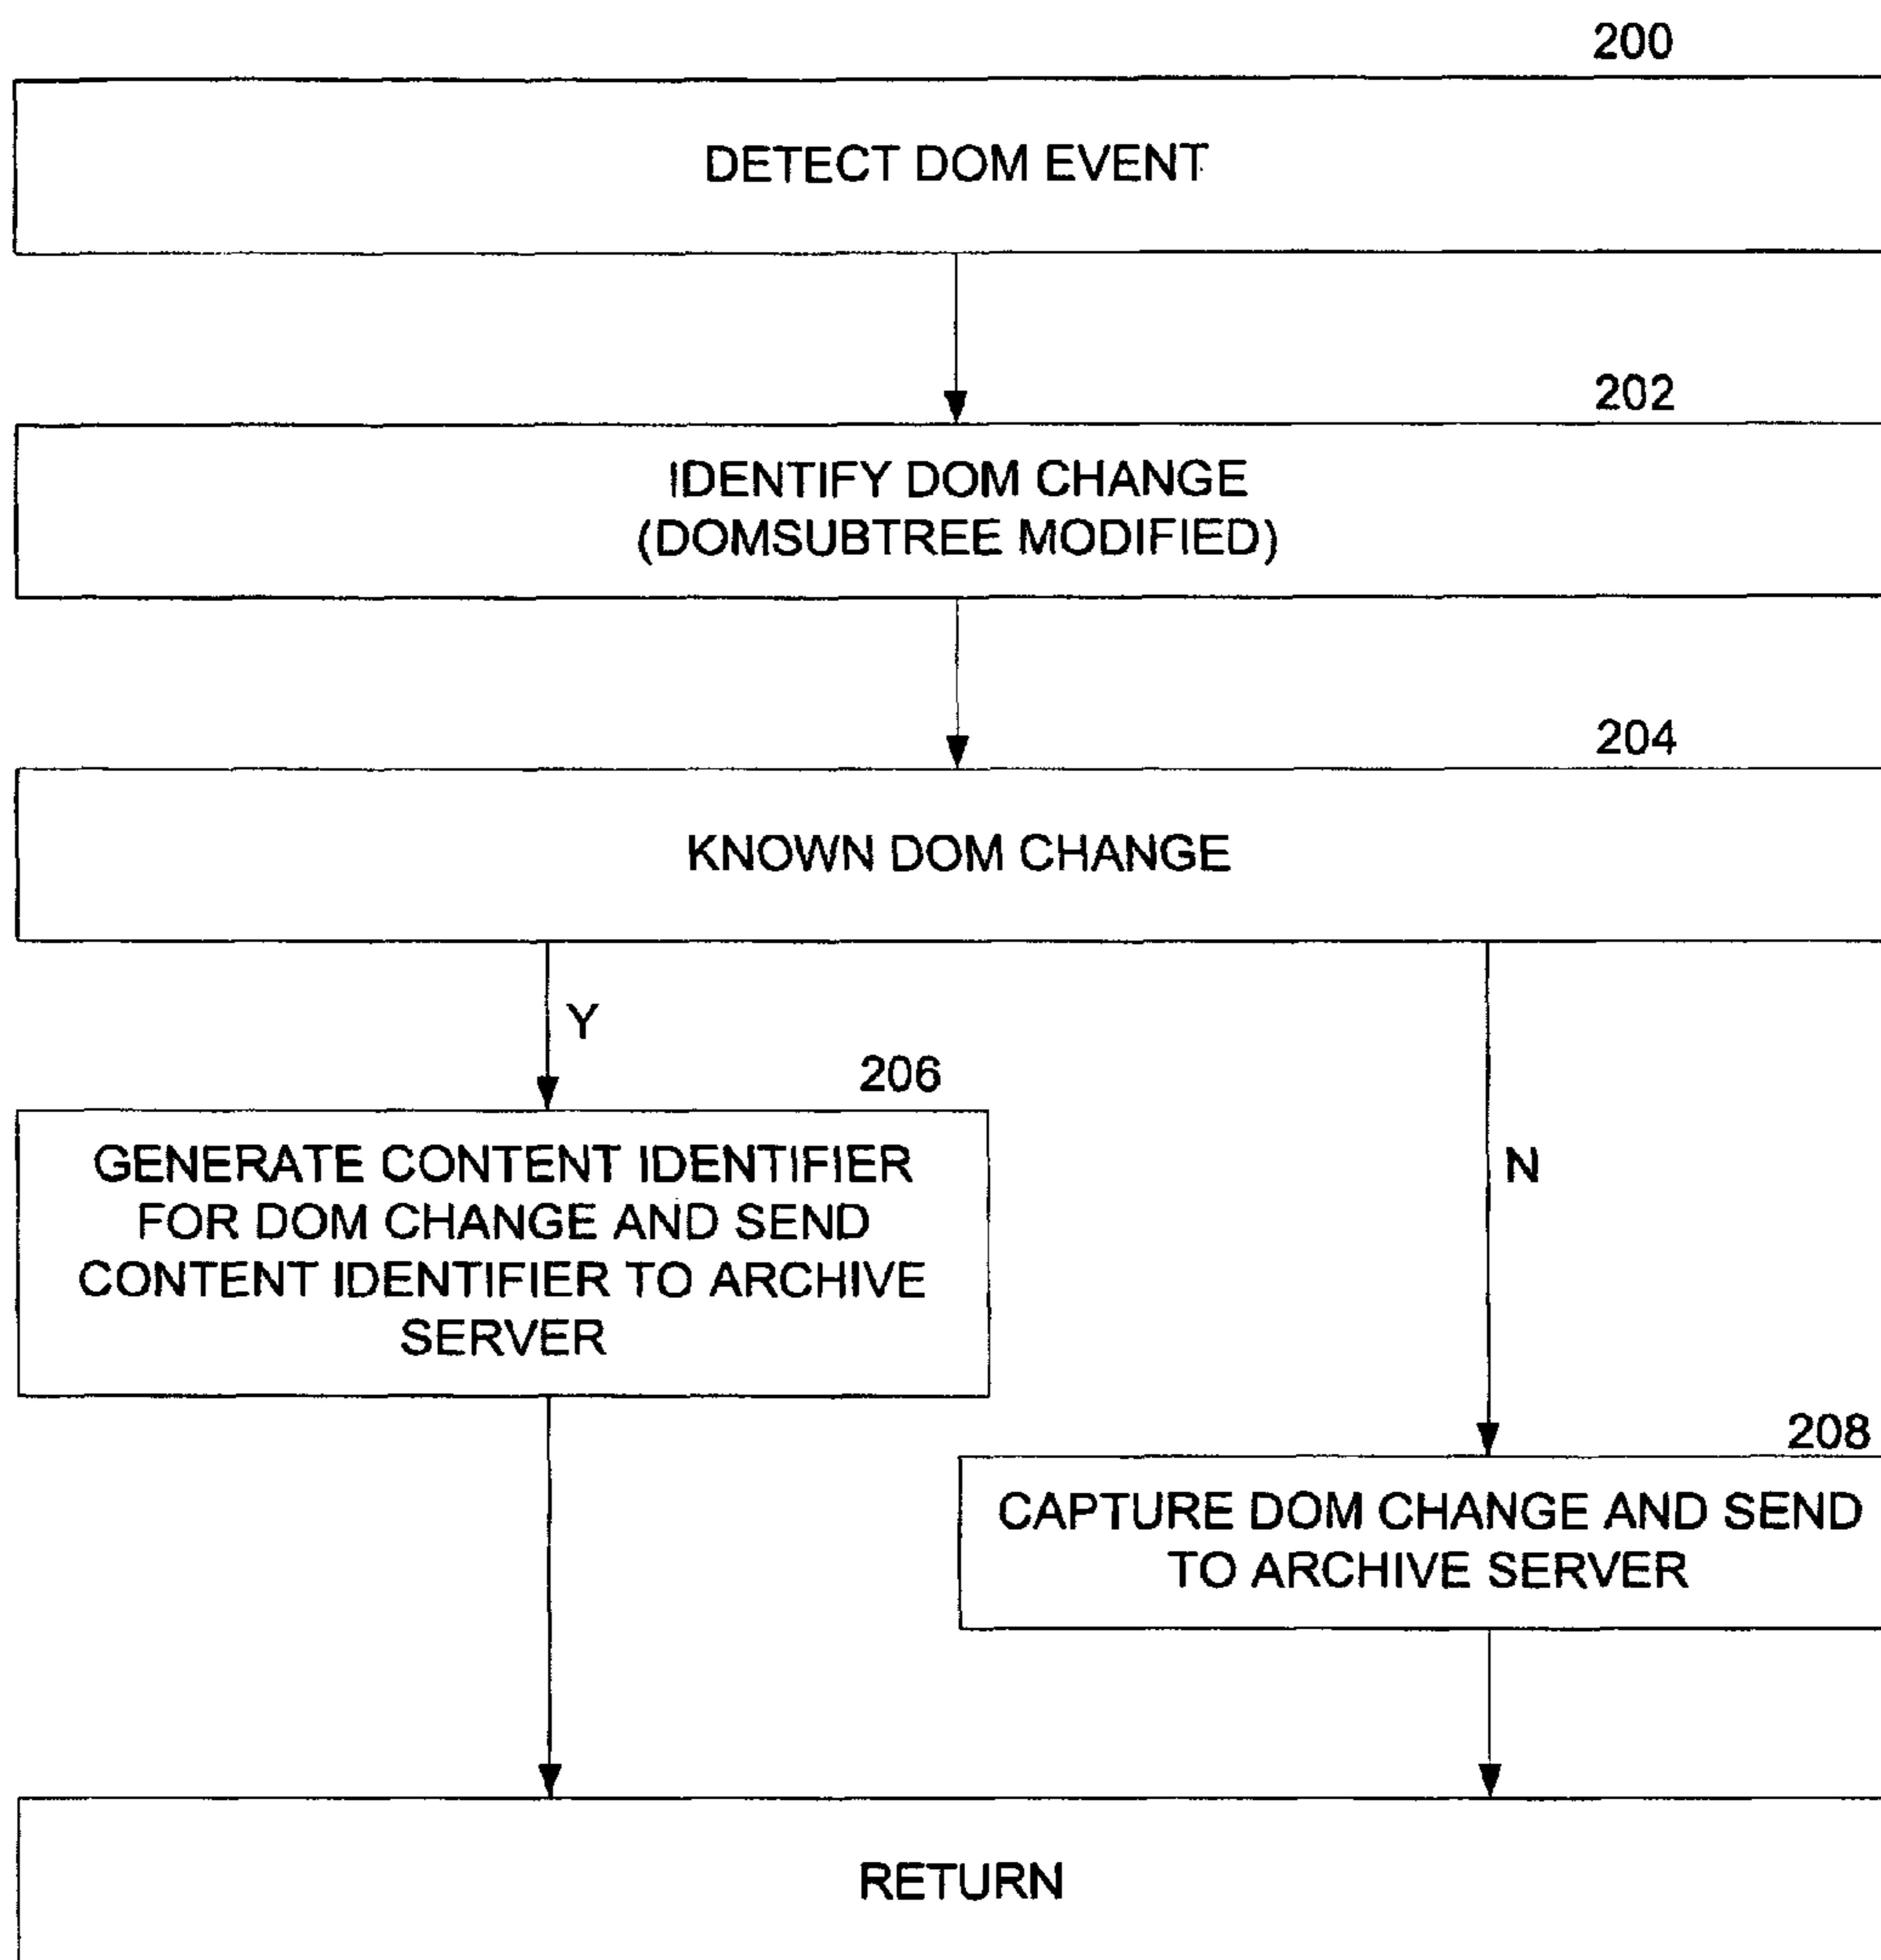 200
DETECT DOM EVENT
202
IDENTIFY DOM CHANGE
(DOMSUBTREE MODIFIED)
204
KNOWN DOM CHANGE
Y
N
206
GENERATE CONTENT IDENTIFIER
FOR DOM CHANGE AND SEND
CONTENT IDENTIFIER TO ARCHIVE
SERVER
208
CAPTURE DOM CHANGE AND SEND
TO ARCHIVE SERVER
RETURN